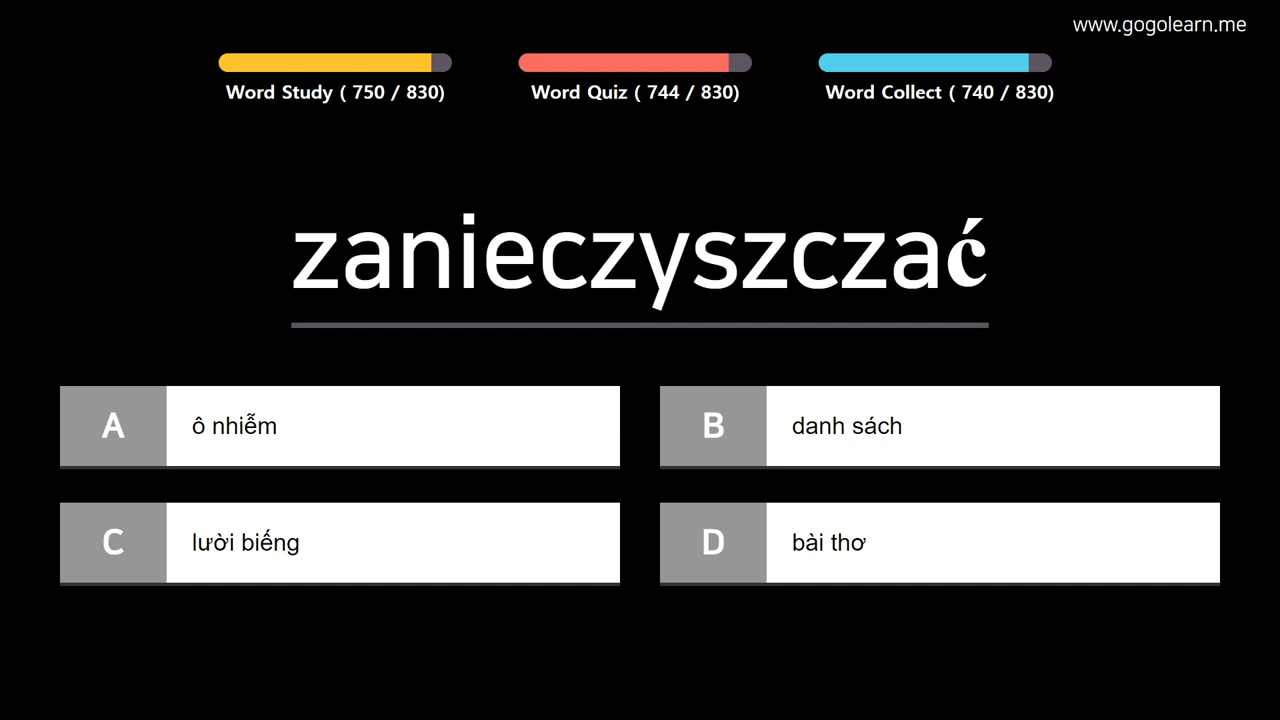 www.gogolearn.me
Word Study ( 750 / 830)
Word Quiz ( 744 / 830)
Word Collect ( 740 / 830)
zanieczyszczać
A ô nhiễm
B danh sách
C lười biếng
D bài thơ